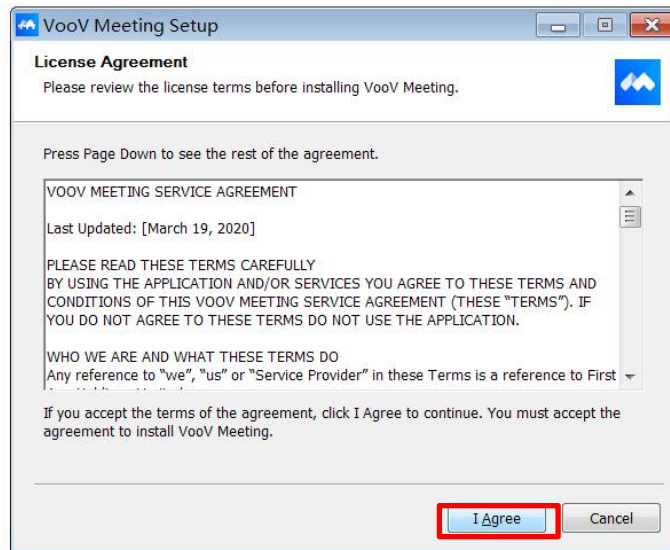 VooV Meeting Setup
License Agreement
Please review the license terms before installing VooV Meeting.
Press Page Down to see the rest of the agreement.
VOOV MEETING SERVICE AGREEMENT
Last Updated: [March 19, 2020]
PLEASE READ THESE TERMS CAREFULLY
BY USING THE APPLICATION AND/OR SERVICES YOU AGREE TO THESE TERMS AND
CONDITIONS OF THIS VOOV MEETING SERVICE AGREEMENT (THESE “TERMS”). IF
YOU DO NOT AGREE TO THESE TERMS DO NOT USE THE APPLICATION.
WHO WE ARE AND WHAT THESE TERMS DO
Any reference to “we”, “us” or “Service Provider” in these Terms is a reference to First
If you accept the terms of the agreement, click I Agree to continue. You must accept the
agreement to install VooV Meeting.
I Agree
Cancel